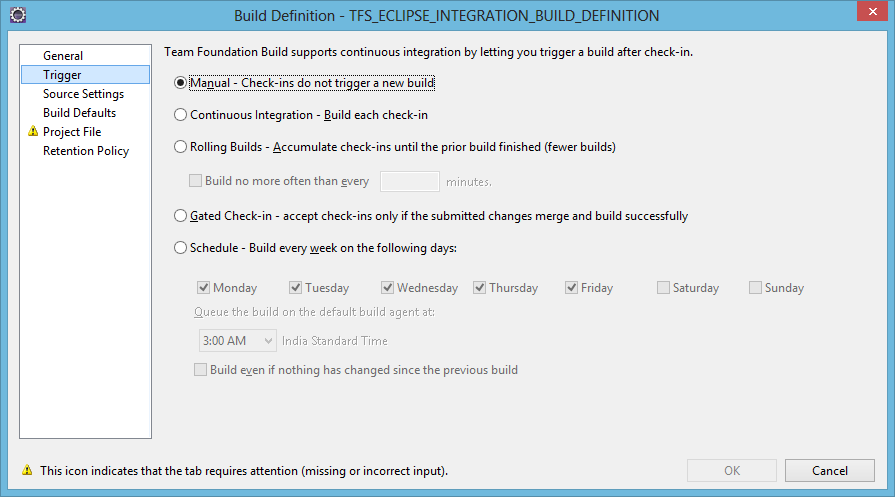 Build Definition - TFS_ECLIPSE_INTEGRATION_BUILD_DEFINITION
General
Trigger
Source Settings
Build Defaults
Project File
Retention Policy
Team Foundation Build supports continuous integration by letting you trigger a build after check-in.
Manual - Check-ins do not trigger a new build
Continuous Integration - Build each check-in
Rolling Builds - Accumulate check-ins until the prior build finished (fewer builds)
Build no more often than every minutes.
Gated Check-in - accept check-ins only if the submitted changes merge and build successfully
Schedule - Build every week on the following days:
Monday Tuesday Wednesday Thursday Friday Saturday Sunday
Queue the build on the default build agent at:
3:00 AM India Standard Time
Build even if nothing has changed since the previous build
This icon indicates that the tab requires attention (missing or incorrect input).
OK Cancel